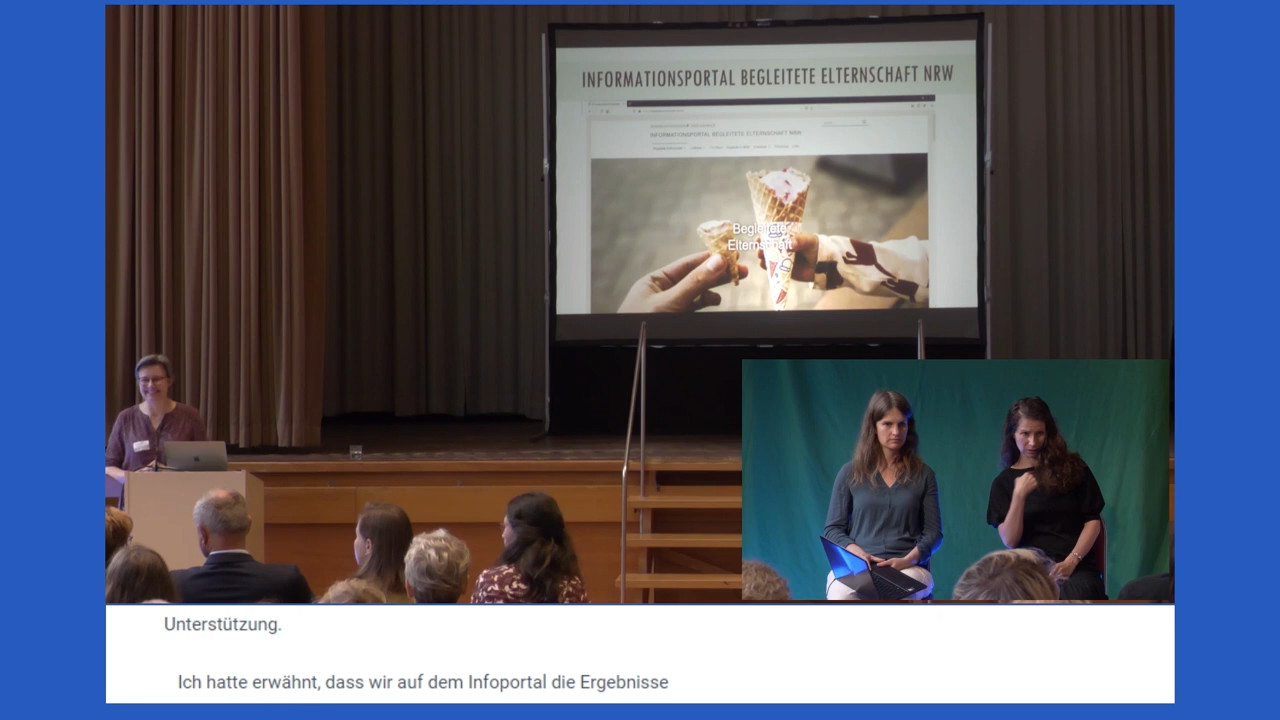 INFORMATIONSPORTAL BEGLEITETE ELTERNSCHAFT NRW
INFORMATIONSPORTAL BEGLEITETE ELTERNSCHAFT NRW
Begleitete
Elternschaft
Unterstützung.
Ich hatte erwähnt, dass wir auf dem Infoportal die Ergebnisse